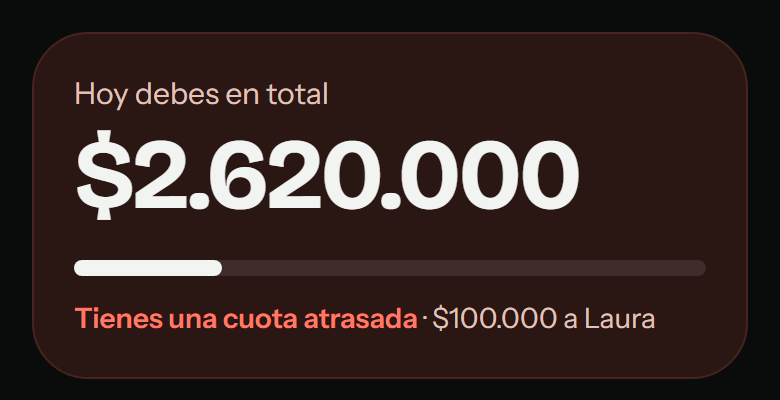 Hoy debes en total
$2.620.000
Tienes una cuota atrasada · $100.000 a Laura